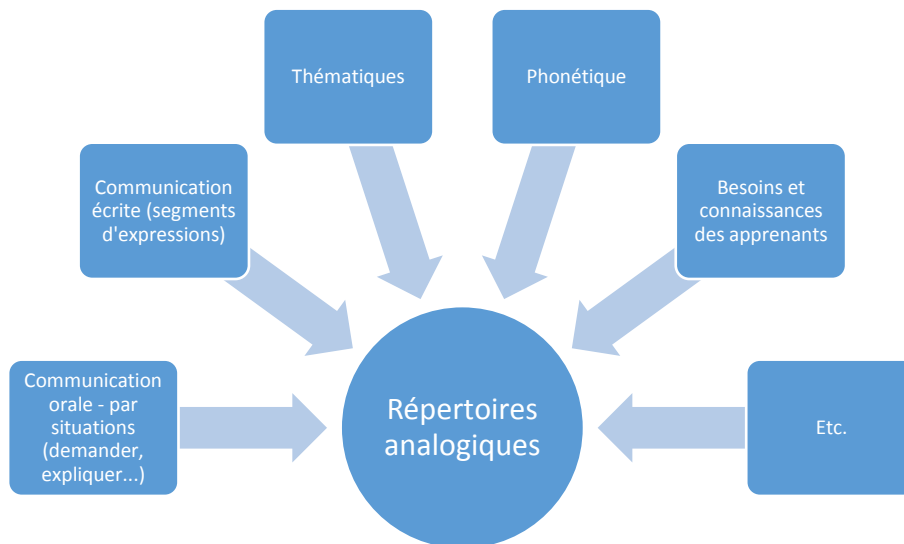 Thématiques
Phonétique
Communication
écrite (segments
d'expressions)
Besoins et
connaissances
des apprenants
Communication
orale - par
situations
(demander,
expliquer...)
Répertoires
analogiques
Etc.